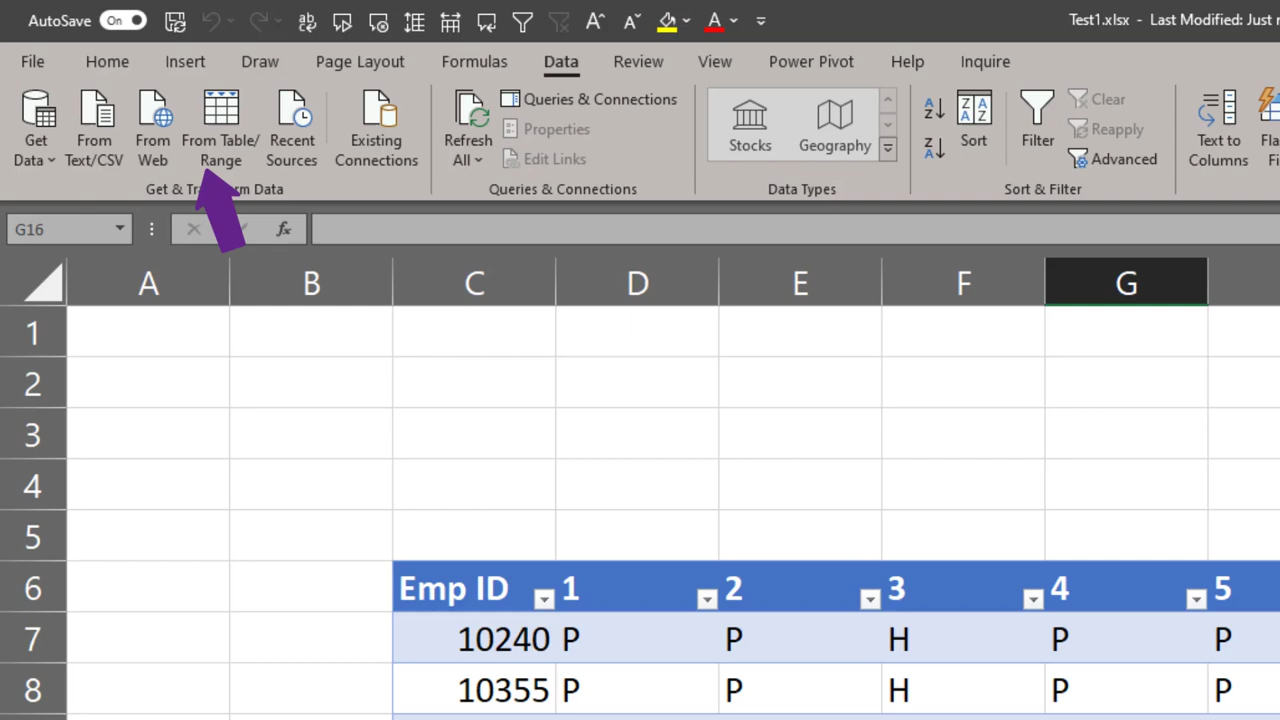 AutoSave On Test1.xlsx - Last Modified: Just
File Home Insert Draw Page Layout Formulas Data Review View Power Pivot Help Inquire
Get Data
From Text/CSV
From Web
From Table/ Range
Recent Sources
Existing Connections
Get & Data
Refresh All
Queries & Connections
Properties
Edit Links
Queries & Connections
Stocks Geography
Data Types
Sort
Filter
Clear
Reapply
Advanced
Sort & Filter
Text to Columns
G16 fx
A B C D E F G
1
2
3
4
5
6 Emp ID 1 2 3 4 5
7 10240 P P H P P
8 10355 P P H P P